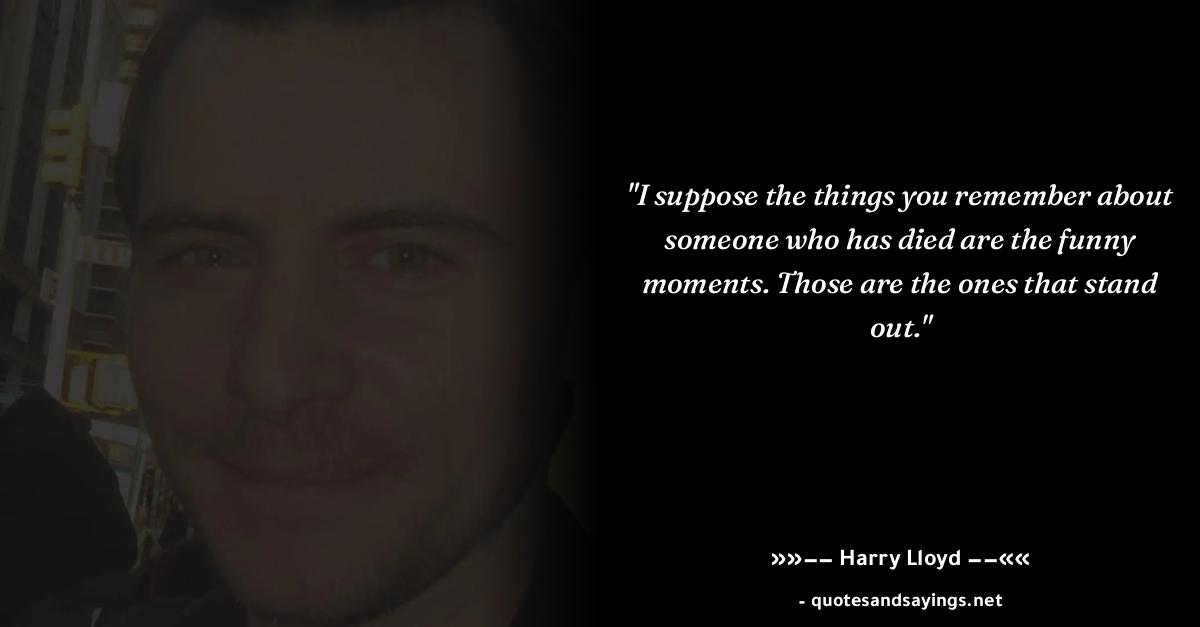 "I suppose the things you remember about
someone who has died are the funny
moments. Those are the ones that stand
out."
»»-- Harry Lloyd --««
- quotesandsayings.net